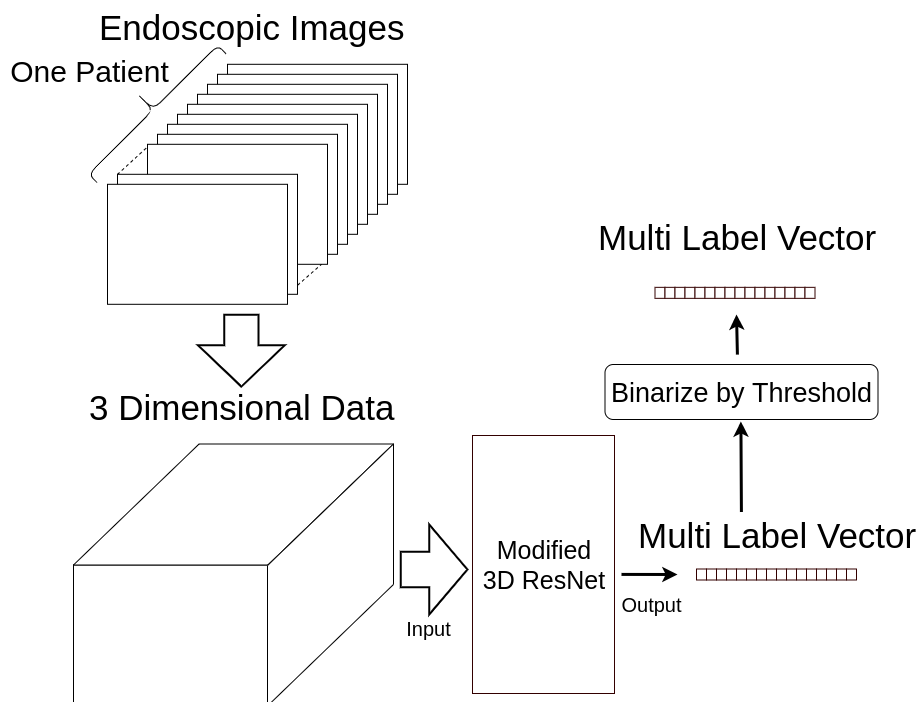 Endoscopic Images
One Patient
3 Dimensional Data
Input
Modified
3D ResNet
Output
Multi Label Vector
Binarize by Threshold
Multi Label Vector